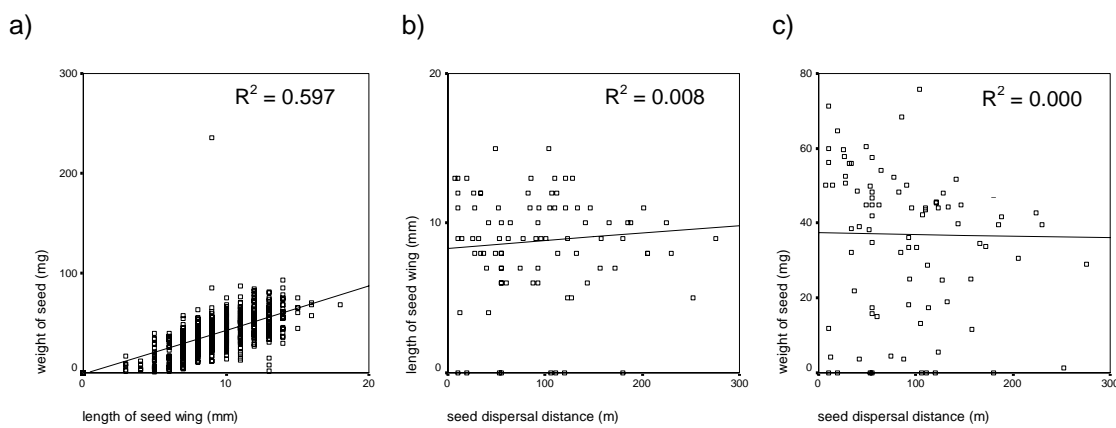 a)
R² = 0.597
300
200
100
0
0
10
20
weight of seed (mg)
length of seed wing (mm)
b)
R² = 0.008
20
10
0
0
100
200
300
length of seed wing (mm)
seed dispersal distance (m)
c)
R² = 0.000
80
60
40
20
0
0
100
200
300
weight of seed (mg)
seed dispersal distance (m)